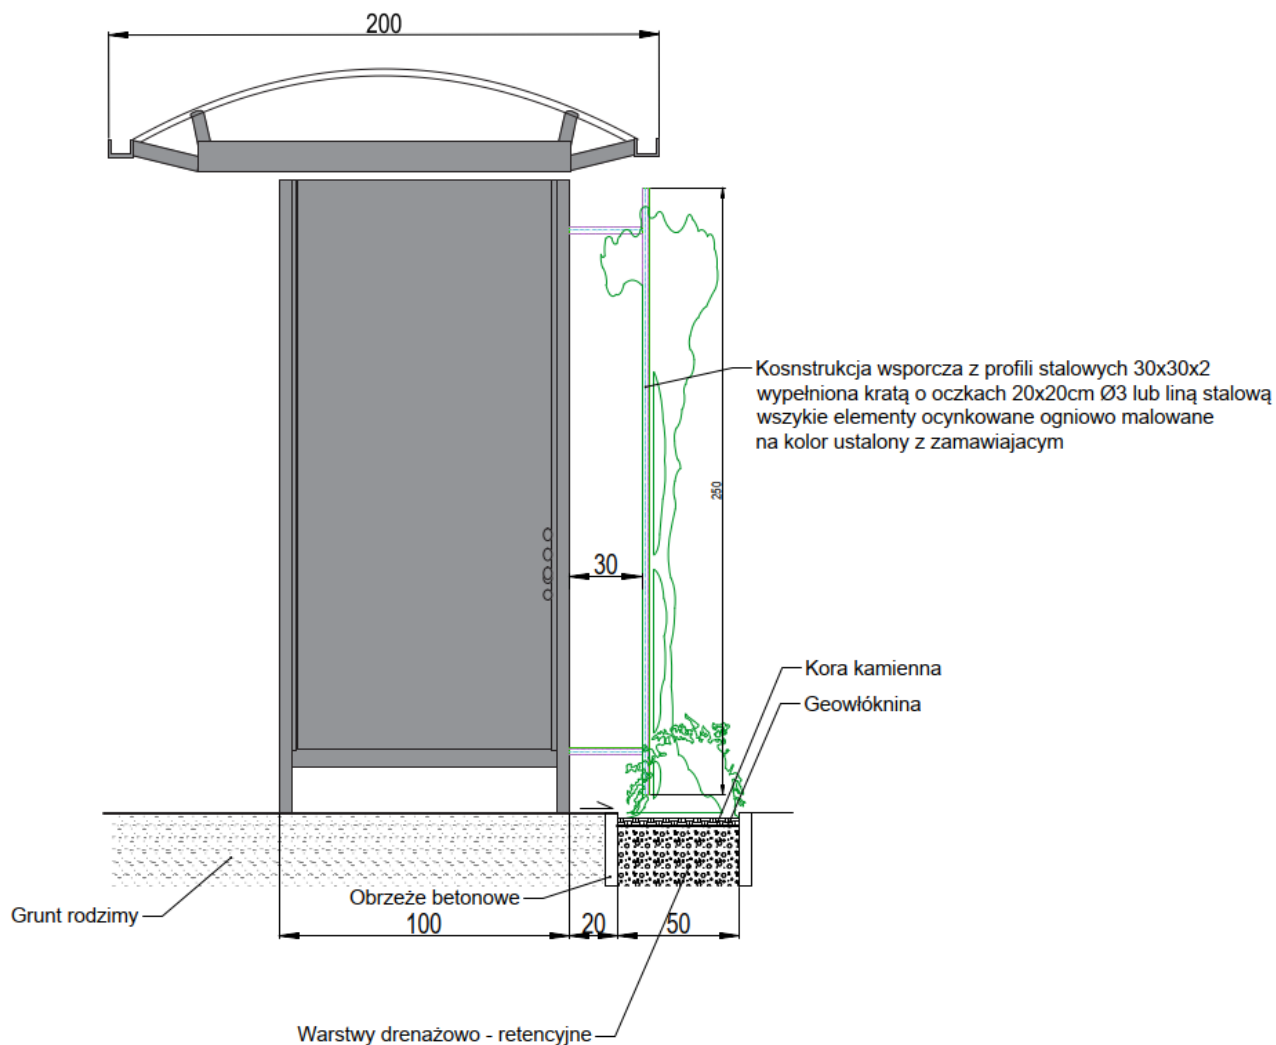 200
Kosnstrukcja wsporcza z profili stalowych 30x30x2
wypełniona kratą o oczkach 20x20cm Ø3 lub liną stalową
wszykie elementy ocynkowane ogniowo malowane
na kolor ustalony z zamawiajacym
250
30
Kora kamienna
Geowłóknina
Obrzeże betonowe
Grunt rodzimy
100
20
50
Warstwy drenażowo - retencyjne